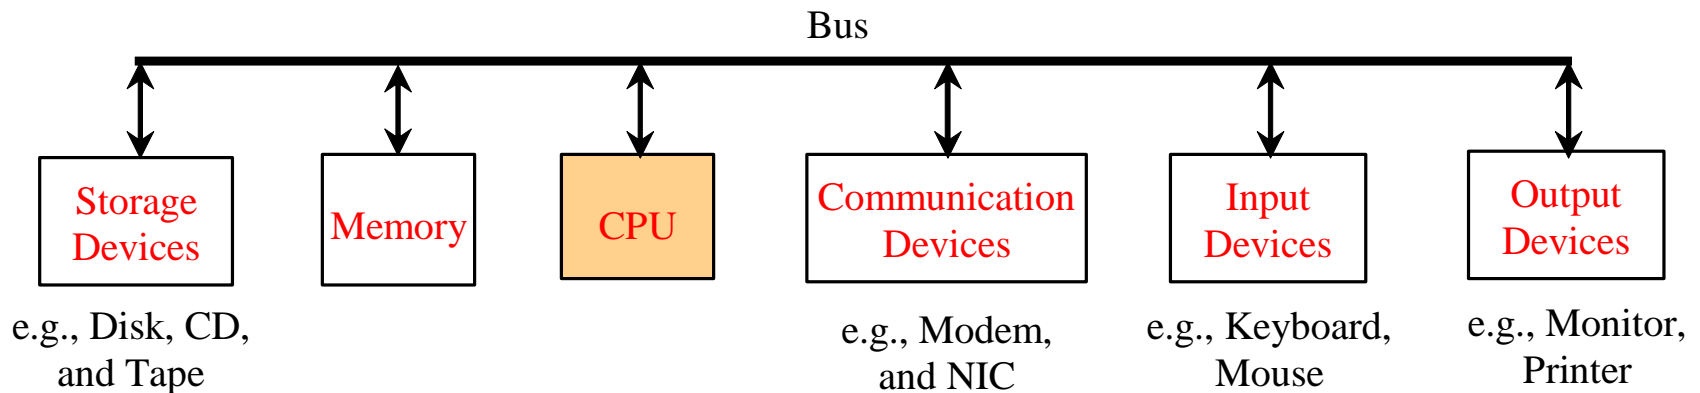 Bus
Storage
Devices
Memory
CPU
Communication
Devices
Input
Devices
Output
Devices
e.g., Disk, CD,
and Tape
e.g., Modem,
and NIC
e.g., Keyboard,
Mouse
e.g., Monitor,
Printer